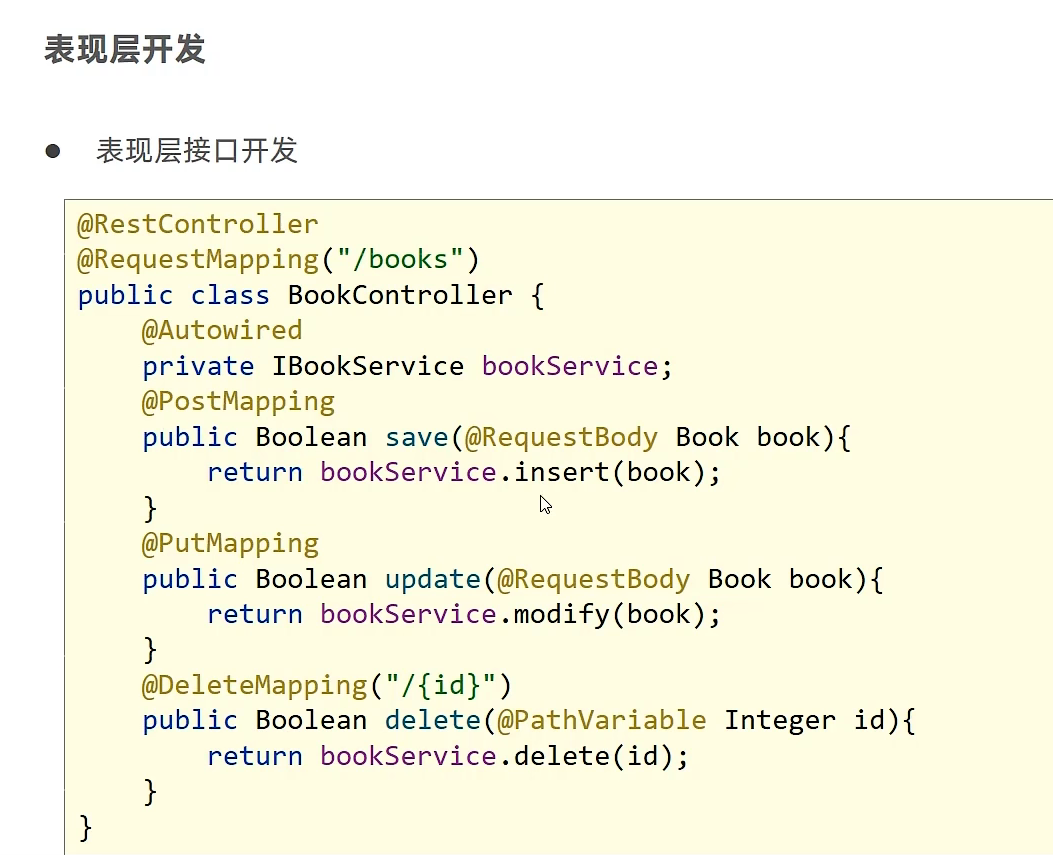 表现层开发
● 表现层接口开发
@RestController
@RequestMapping("/books")
public class BookController {
    @Autowired
    private IBookService bookService;
    @PostMapping
    public Boolean save(@RequestBody Book book){
        return bookService.insert(book);
    }
    @PutMapping
    public Boolean update(@RequestBody Book book){
        return bookService.modify(book);
    }
    @DeleteMapping("/{id}")
    public Boolean delete(@PathVariable Integer id){
        return bookService.delete(id);
    }
}